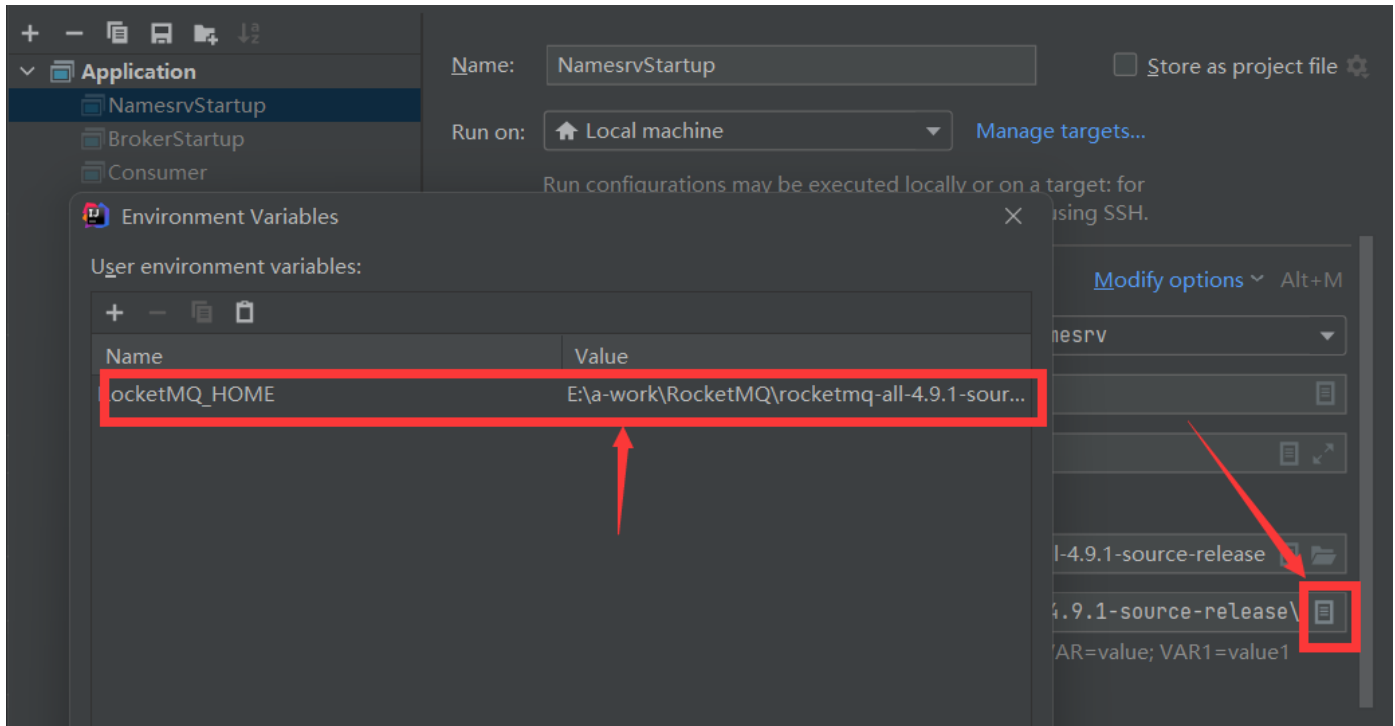 Application
NamesrvStartup
BrokerStartup
Consumer
Name: NamesrvStartup
Store as project file
Run on: Local machine
Manage targets...
Run configurations may be executed locally or on a target: for
using SSH.
Environment Variables
User environment variables:
Modify options Alt+M
Name Value
ocketMQ_HOME E:\a-work\RocketMQ\rocketmq-all-4.9.1-sour...
mesrv
l-4.9.1-source-release
4.9.1-source-release\
VAR=value; VAR1=value1